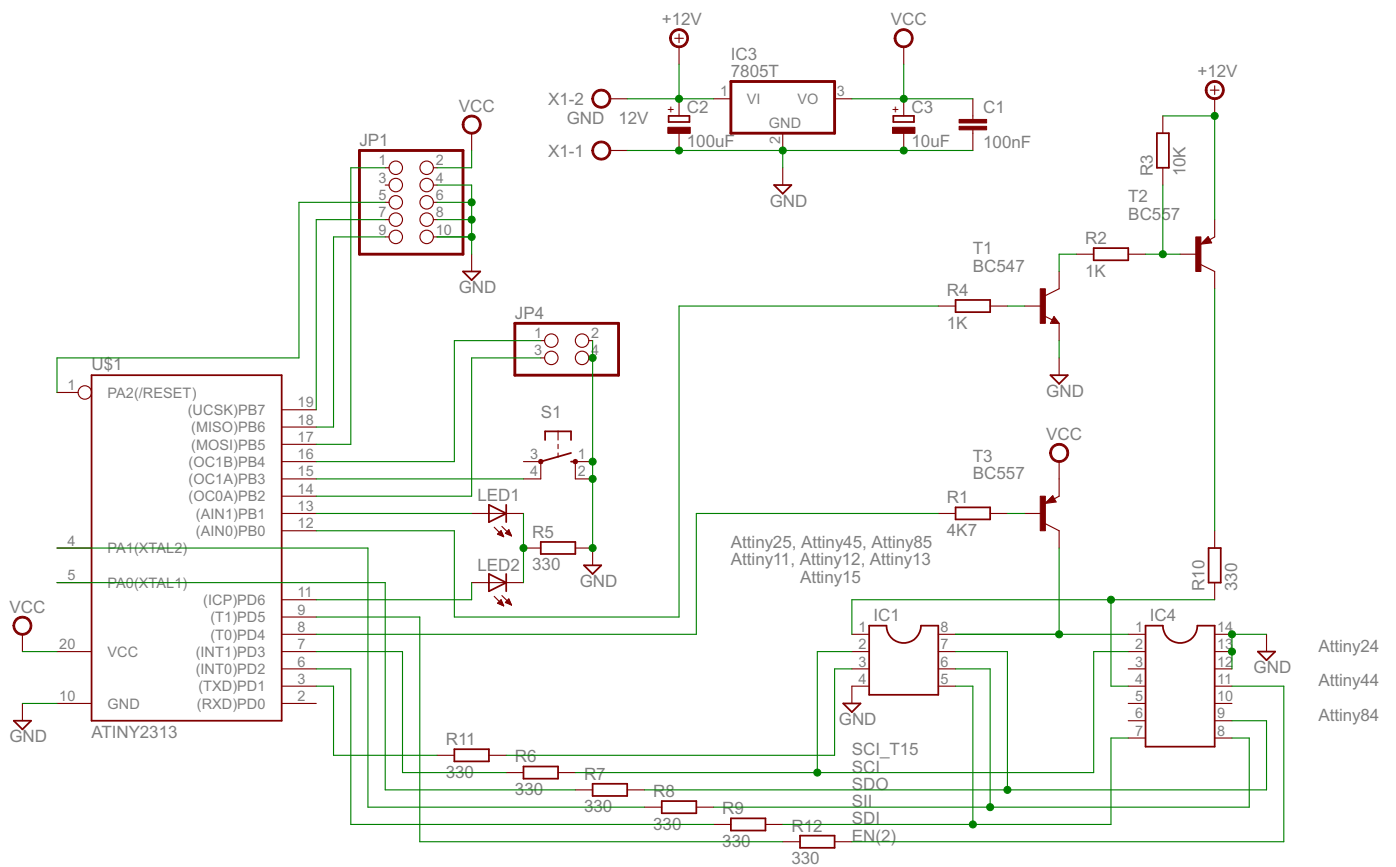 +12V
VCC
IC3
7805T
+12V
X1-2
GND
12V
1
VI
VO
3
GND
2
C2
+
100uF
C3
+
10uF
C1
100nF
X1-1
GND
VCC
JP1
1
2
3
4
5
6
7
8
9
10
GND
R3
10K
T2
BC557
R2
1K
T1
BC547
R4
1K
GND
JP4
1
2
3
4
U$1
1
PA2(/RESET)
(UCSK)PB7
19
(MISO)PB6
18
(MOSI)PB5
17
(OC1B)PB4
16
(OC1A)PB3
15
(OC0A)PB2
14
(AIN1)PB1
13
(AIN0)PB0
12
4
PA1(XTAL2)
5
PA0(XTAL1)
(ICP)PD6
11
(T1)PD5
9
(T0)PD4
8
(INT1)PD3
7
(INT0)PD2
6
(TXD)PD1
3
(RXD)PD0
2
VCC
20
VCC
10
GND
GND
ATINY2313
S1
3
1
4
2
LED1
LED2
R5
330
GND
VCC
T3
BC557
R1
4K7
Attiny25, Attiny45, Attiny85
Attiny11, Attiny12, Attiny13
Attiny15
R10
330
IC1
1
8
2
7
3
6
4
5
GND
IC4
1
14
2
13
3
12
4
11
5
10
6
9
7
8
GND
Attiny24
Attiny44
Attiny84
R11
330
R6
330
R7
330
R8
330
R9
330
R12
330
SCI_T15
SCI
SDO
SII
SDI
EN(2)